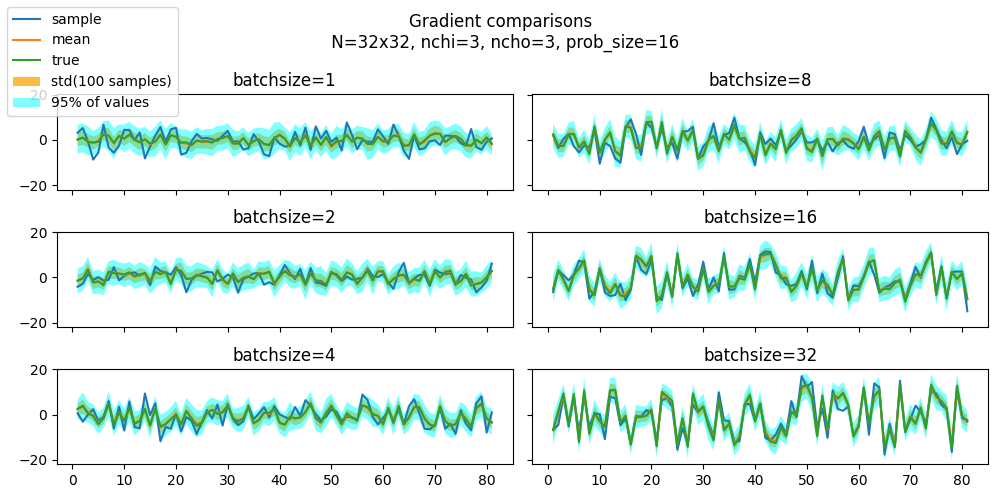 Gradient comparisons
N=32x32, nchi=3, ncho=3, prob_size=16
sample
mean
true
std(100 samples)
95% of values
batchsize=1
20
0
−20
batchsize=8
batchsize=2
20
0
−20
batchsize=16
batchsize=4
20
0
−20
0 10 20 30 40 50 60 70 80
batchsize=32
0 10 20 30 40 50 60 70 80